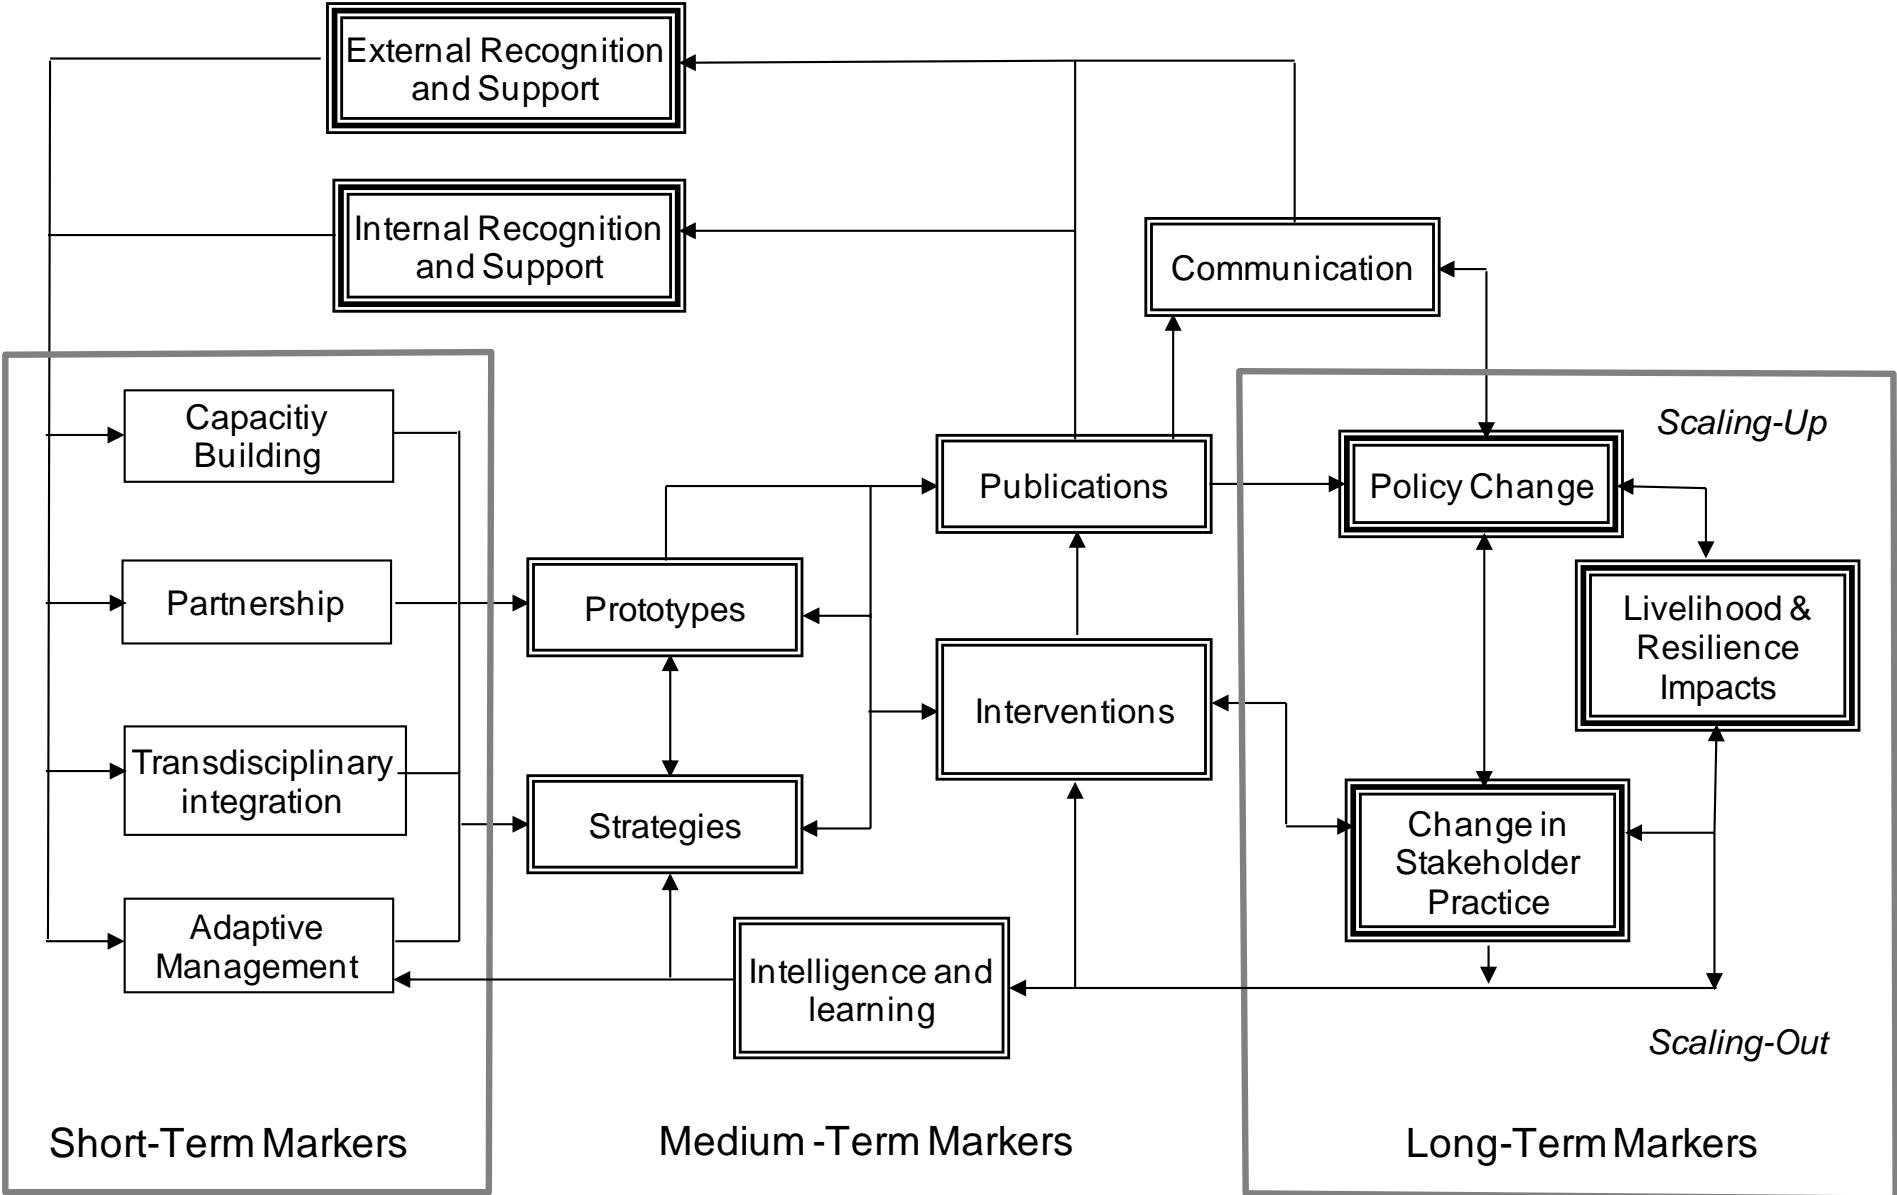 External Recognition
and Support
Internal Recognition
and Support
Communication
Capacitiy
Building
Scaling-Up
Publications
Policy Change
Partnership
Prototypes
Livelihood &
Resilience
Impacts
Interventions
Transdisciplinary
integration
Strategies
Change in
Stakeholder
Practice
Adaptive
Management
Intelligence and
learning
Scaling-Out
Short-Term Markers
Medium -Term Markers
Long-Term Markers